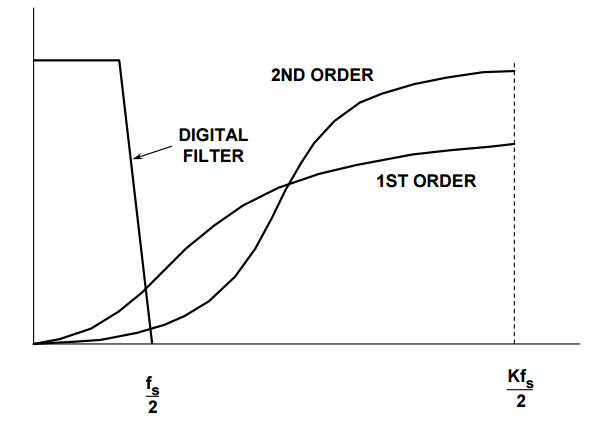 2ND ORDER
DIGITAL
FILTER
1ST ORDER
fs
2
Kfs
2